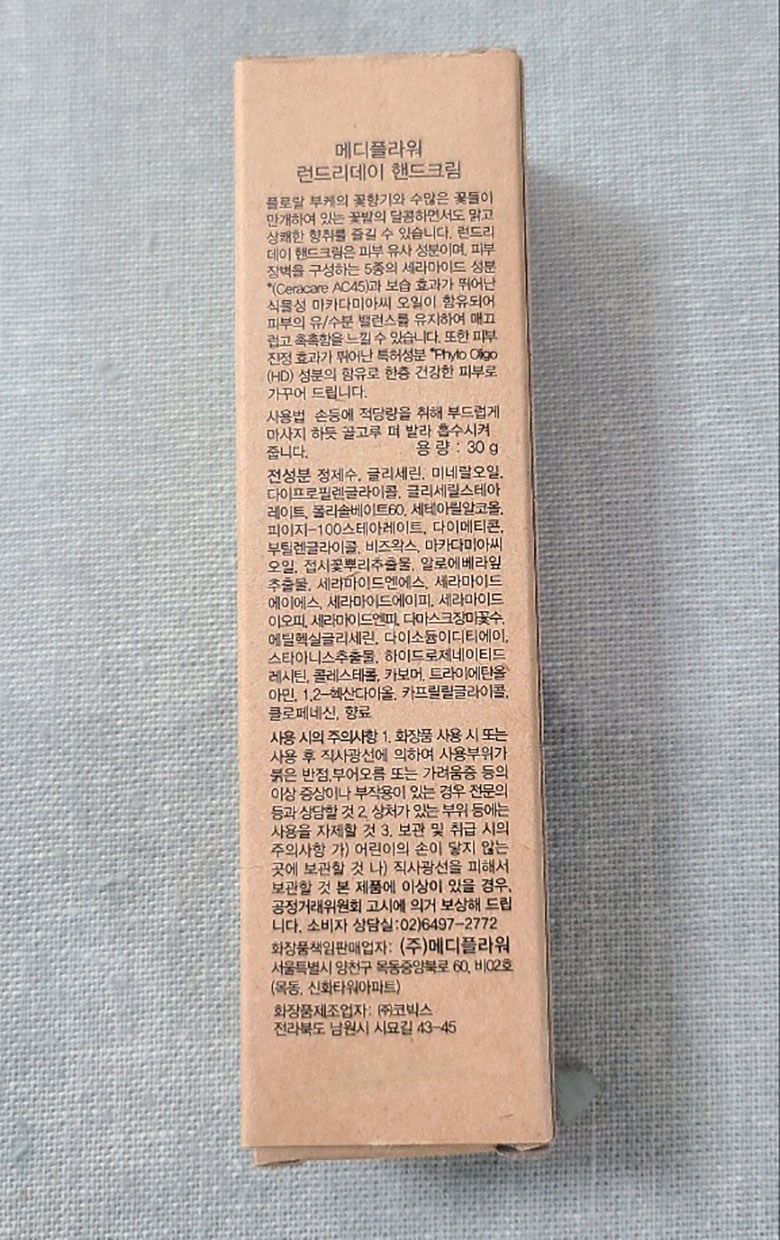 메디플라워
런드리데이 핸드크림
플로랄 부케의 꽃향기와 수많은 꽃들이
만개하여 있는 꽃밭의 달콤하면서도 맑고
상쾌한 향취를 즐길 수 있습니다. 런드리
데이 핸드크림은 피부 유사 성분이며, 피부
장벽을 구성하는 5종의 세라마이드 성분
*(Ceracare AC45)과 보습 효과가 뛰어난
식물성 마카다미아씨 오일이 함유되어
피부의 유/수분 밸런스를 유지하여 매끄
럽고 촉촉함을 느낄 수 있습니다. 또한 피부
진정 효과가 뛰어난 특허성분 *Phyto Oligo
(HD) 성분의 함유로 한층 건강한 피부로
가꾸어 드립니다.
사용법 손등에 적당량을 취해 부드럽게
마사지 하듯 골고루 펴 발라 흡수시켜
줍니다. 용 량 : 30 g
전성분 정제수, 글리세린, 미네랄오일,
다이프로필렌글라이콜, 글리세릴스테아
레이트, 폴리솔베이트60, 세테아릴알코올,
피이지-100스테아레이트, 다이메티콘,
부틸렌글라이콜, 비즈왁스, 마카다미아씨
오일, 접시꽃뿌리추출물, 알로에베라잎
추출물, 세라마이드엔에스, 세라마이드
에이에스, 세라마이드에이피, 세라마이드
이오피, 세라마이드엔피, 다마스크장미꽃수,
에틸헥실글리세린, 다이소듐이디티에이,
스타아니스추출물, 하이드로제네이티드
레시틴, 콜레스테롤, 카보머, 트라이에탄올
아민, 1,2-헥산다이올, 카프릴릴글라이콜,
클로페네신, 향료
사용 시의 주의사항 1. 화장품 사용 시 또는
사용 후 직사광선에 의하여 사용부위가
붉은 반점,부어오름 또는 가려움증 등의
이상 증상이나 부작용이 있는 경우 전문의
등과 상담할 것 2. 상처가 있는 부위 등에는
사용을 자제할 것 3. 보관 및 취급 시의
주의사항 가) 어린이의 손이 닿지 않는
곳에 보관할 것 나) 직사광선을 피해서
보관할 것 본 제품에 이상이 있을 경우,
공정거래위원회 고시에 의거 보상해 드립
니다. 소비자 상담실:02)6497-2772
화장품책임판매업자: (주)메디플라워
서울특별시 양천구 목동중앙북로 60, 비02호
(목동, 신화타워아파트)
화장품제조업자: ㈜코빅스
전라북도 남원시 시묘길 43-45